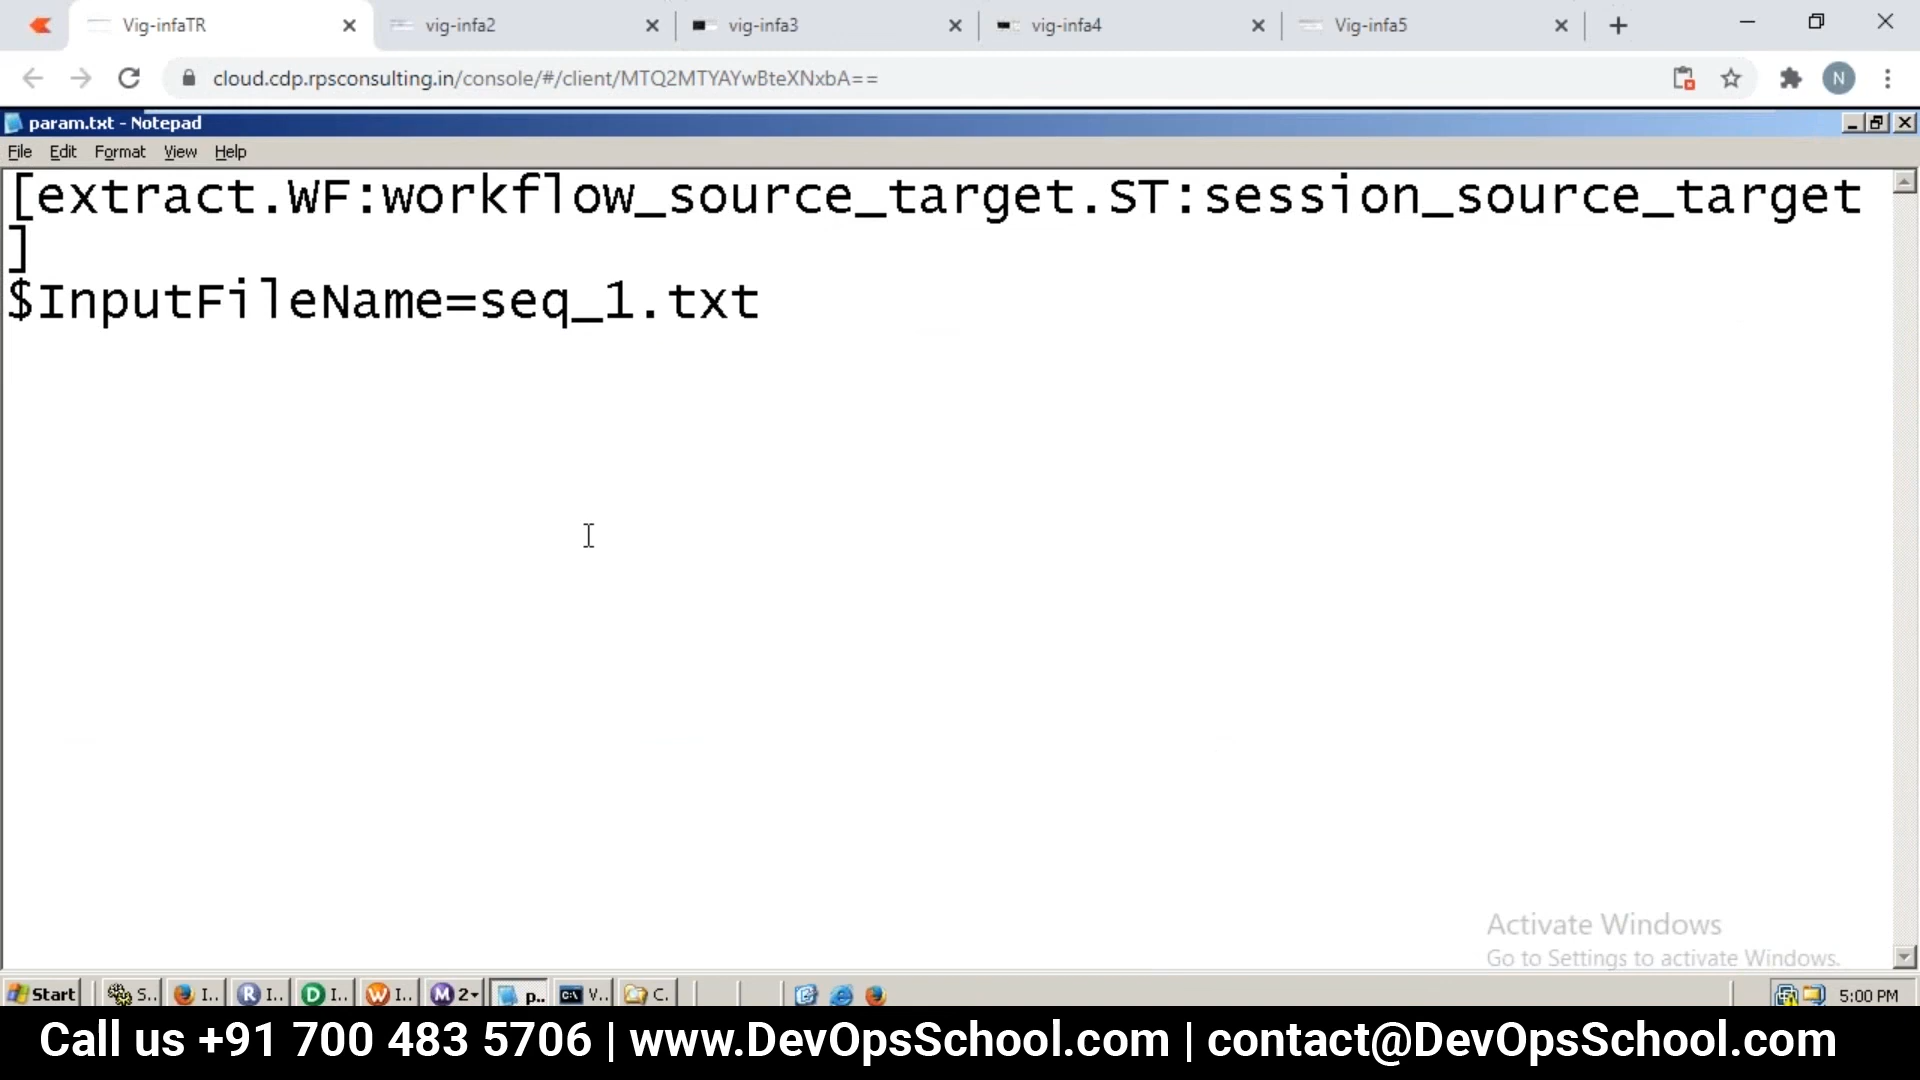 Vig-infaTR
vig-infa2
vig-infa3
vig-infa4
Vig-infa5
cloud.cdp.rpsconsulting.in/console/#/client/MTQ2MTYAYwBteXNxbA==
N
param.txt - Notepad
File Edit Format View Help
[extract.WF:workflow_source_target.ST:session_source_target
]
$InputFileName=seq_1.txt
Activate Windows
Go to Settings to activate Windows.
Start S.. I.. R I.. D I.. W I.. M 2 p.. V.. C. 5:00 PM
Call us +91 700 483 5706 | www.DevOpsSchool.com | contact@DevOpsSchool.com